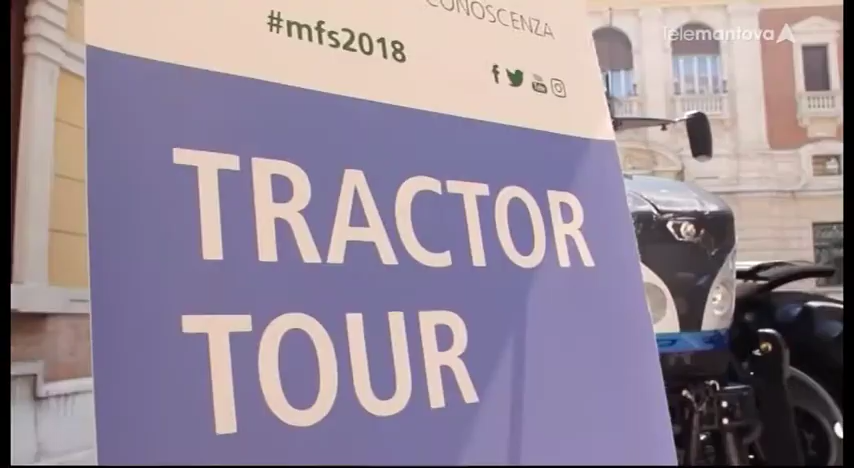 CONOSCENZA
#mfs2018
Telemantova
TRACTOR
TOUR